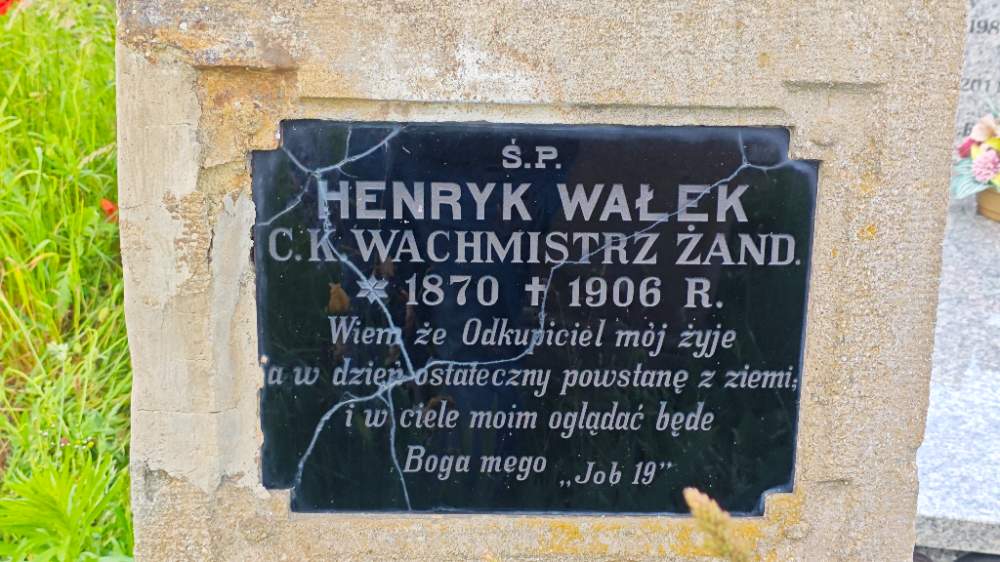 Ś.P.
HENRYK WAŁEK
C.K. WACHMISTRZ ŻAND.
* 1870 † 1906 R.
Wiem że Odkupiciel mój żyje
a w dzień ostateczny powstanę z ziemi;
i w ciele moim oglądać będe
Boga mego „Job 19”